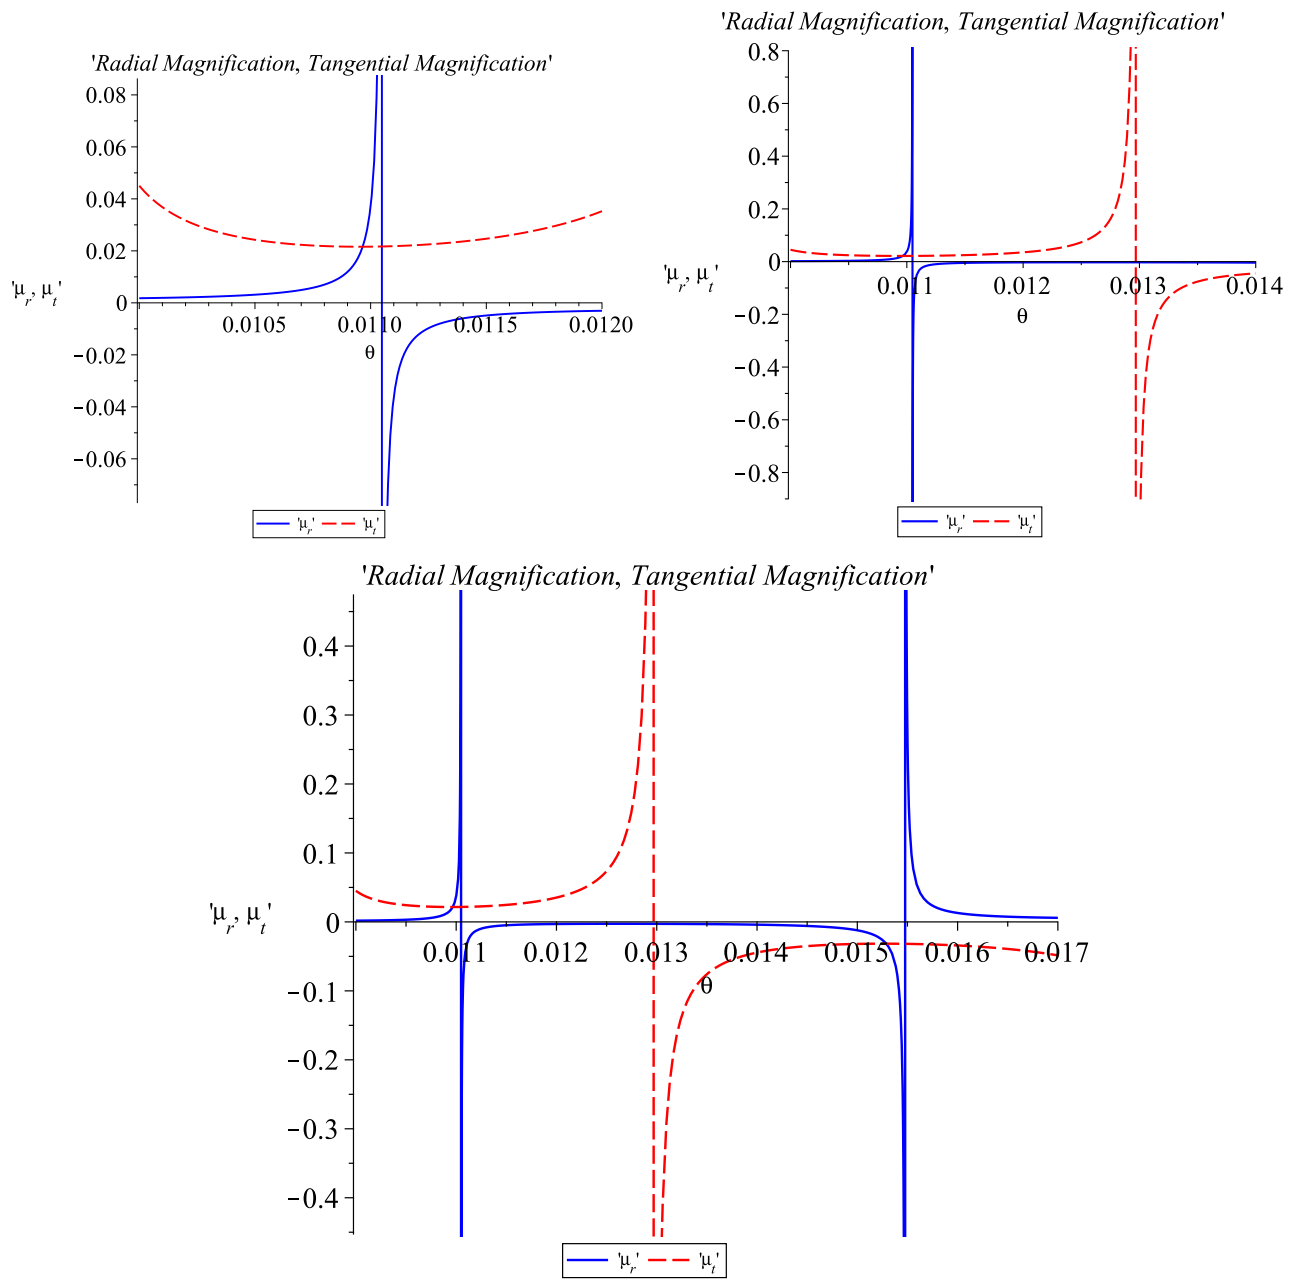 'Radial Magnification, Tangential Magnification'
0.08
0.06
0.04
0.02
0
−0.02
−0.04
−0.06
'μr, μt'
0.0105 0.0110 0.0115 0.0120
θ
'μr' 'μt'
'Radial Magnification, Tangential Magnification'
0.8
0.6
0.4
0.2
0
−0.2
−0.4
−0.6
−0.8
'μr, μt'
0.011 0.012 0.013 0.014
θ
'μr' 'μt'
'Radial Magnification, Tangential Magnification'
0.4
0.3
0.2
0.1
0
−0.1
−0.2
−0.3
−0.4
'μr, μt'
0.011 0.012 0.013 0.014 0.015 0.016 0.017
θ
'μr' 'μt'